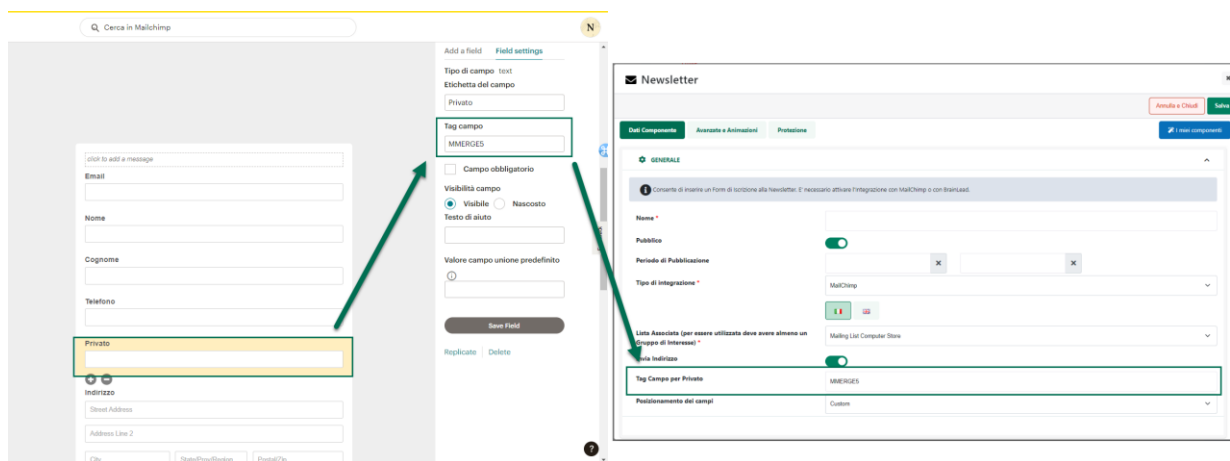 Cerca in Mailchimp
N
click to add a message
Email
Nome
Cognome
Telefono
Privato
Indirizzo
Street Address
Address Line 2
City
State/Prov/Region
Postal/Zip
Add a field
Field settings
Tipo di campo text
Etichetta del campo
Privato
Tag campo
MMERGE5
Campo obbligatorio
Visibilità campo
Visibile
Nascosto
Testo di aiuto
Valore campo unione predefinito
Save Field
Replicate
Delete
?
Newsletter
Annulla e Chiudi
Salva
Dati Componente
Avanzate e Animazioni
Protezione
I miei componenti
GENERALE
Consente di inserire un Form di iscrizione alla Newsletter. E' necessario attivare l'integrazione con MailChimp o con BrainLead.
Nome *
Pubblico
Periodo di Pubblicazione
Tipo di integrazione *
MailChimp
Lista Associata (per essere utilizzata deve avere almeno un
Gruppo di Interesse) *
Mailing List Computer Store
Invia Indirizzo
Tag Campo per Privato
MMERGE5
Posizionamento dei campi
Custom